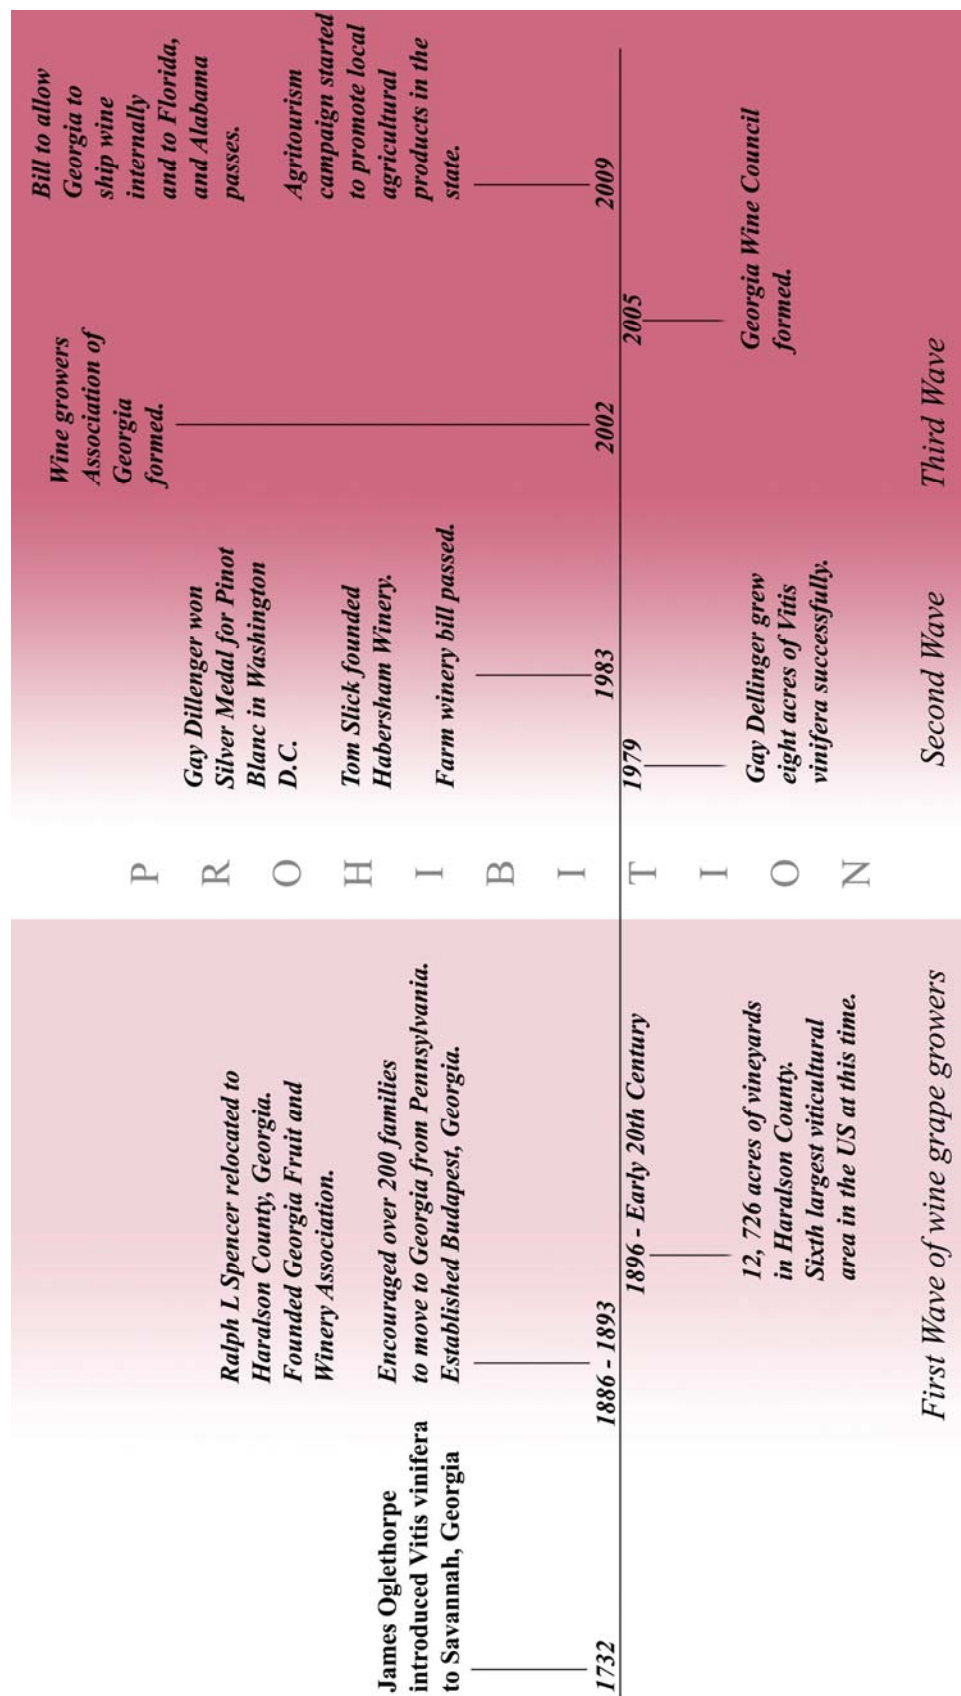 James Oglethorpe
introduced Vitis vinifera
to Savannah, Georgia
1732
Ralph L Spencer relocated to
Haralson County, Georgia.
Founded Georgia Fruit and
Winery Association.
Encouraged over 200 families
to move to Georgia from Pennsylvania.
Established Budapest, Georgia.
1886 - 1893
1896 - Early 20th Century
12, 726 acres of vineyards
in Haralson County.
Sixth largest viticultural
area in the US at this time.
First Wave of wine grape growers
P
R
O
H
I
B
I
T
I
O
N
Gay Dillenger won
Silver Medal for Pinot
Blanc in Washington
D.C.
Tom Slick founded
Habersham Winery.
Farm winery bill passed.
1983
1979
Gay Dellinger grew
eight acres of Vitis
vinifera successfully.
Second Wave
Wine growers
Association of
Georgia
formed.
2002
2005
Georgia Wine Council
formed.
Third Wave
Bill to allow
Georgia to
ship wine
internally
and to Florida,
and Alabama
passes.
Agritourism
campaign started
to promote local
agricultural
products in the
state.
2009